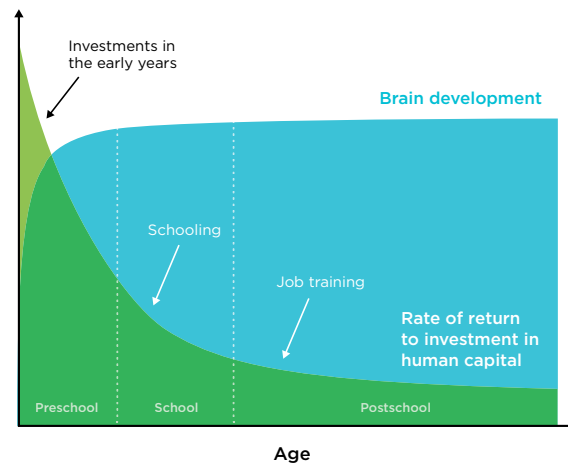 Investments in
the early years
Brain development
Schooling
Job training
Rate of return
to investment in
human capital
Preschool
School
Postschool
Age